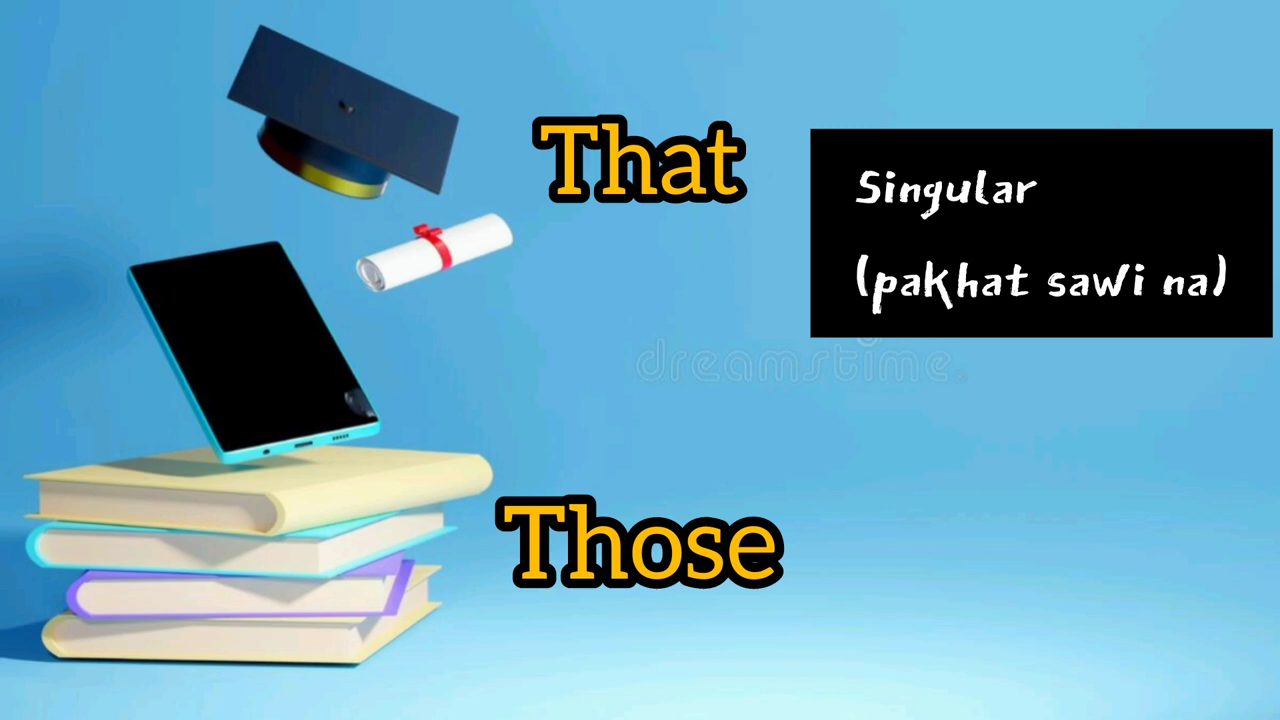 That
Singular
(pakhat sawi na)
dreamstime.
Those